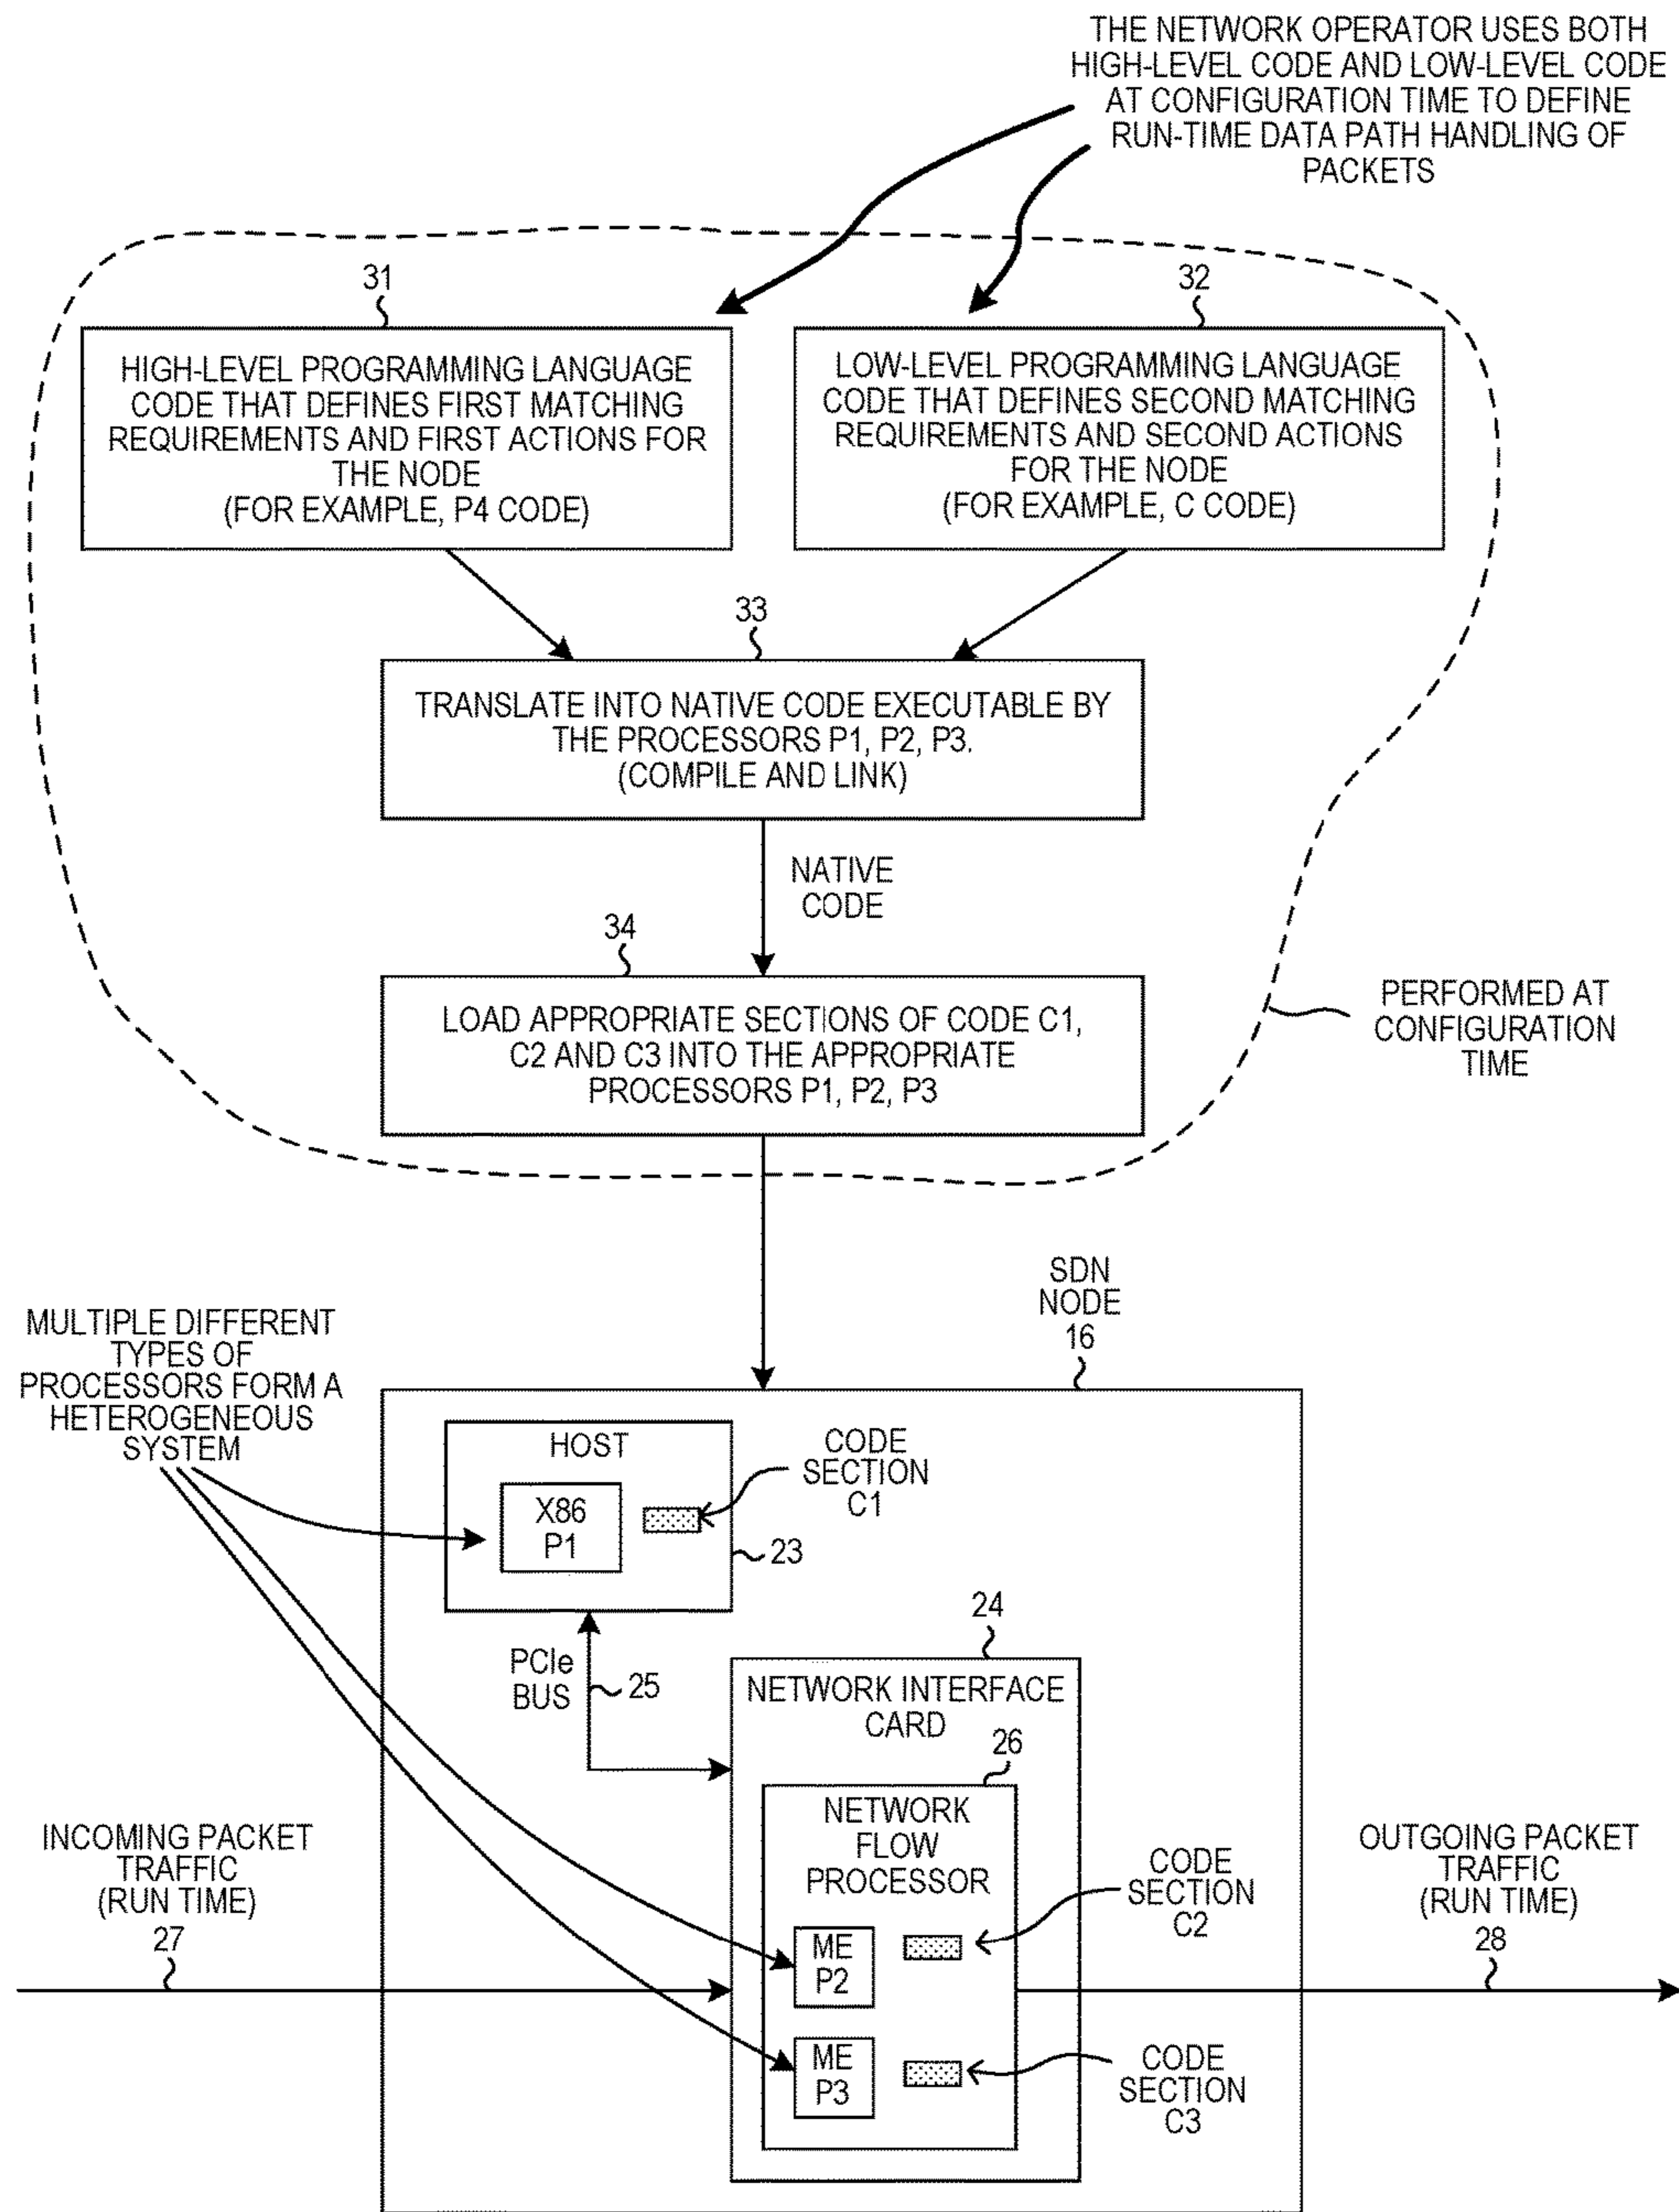 THE NETWORK OPERATOR USES BOTH
HIGH-LEVEL CODE AND LOW-LEVEL CODE
AT CONFIGURATION TIME TO DEFINE
RUN-TIME DATA PATH HANDLING OF
PACKETS
31
32
HIGH-LEVEL PROGRAMMING LANGUAGE
CODE THAT DEFINES FIRST MATCHING
REQUIREMENTS AND FIRST ACTIONS FOR
THE NODE
(FOR EXAMPLE, P4 CODE)
LOW-LEVEL PROGRAMMING LANGUAGE
CODE THAT DEFINES SECOND MATCHING
REQUIREMENTS AND SECOND ACTIONS
FOR THE NODE
(FOR EXAMPLE, C CODE)
33
TRANSLATE INTO NATIVE CODE EXECUTABLE BY
THE PROCESSORS P1, P2, P3.
(COMPILE AND LINK)
NATIVE
CODE
34
LOAD APPROPRIATE SECTIONS OF CODE C1,
C2 AND C3 INTO THE APPROPRIATE
PROCESSORS P1, P2, P3
PERFORMED AT
CONFIGURATION
TIME
SDN
NODE
16
MULTIPLE DIFFERENT
TYPES OF
PROCESSORS FORM A
HETEROGENEOUS
SYSTEM
HOST
X86
P1
CODE
SECTION
C1
23
PCIe
BUS
25
24
NETWORK INTERFACE
CARD
26
NETWORK
FLOW
PROCESSOR
ME
P2
CODE
SECTION
C2
ME
P3
CODE
SECTION
C3
INCOMING PACKET
TRAFFIC
(RUN TIME)
27
OUTGOING PACKET
TRAFFIC
(RUN TIME)
28